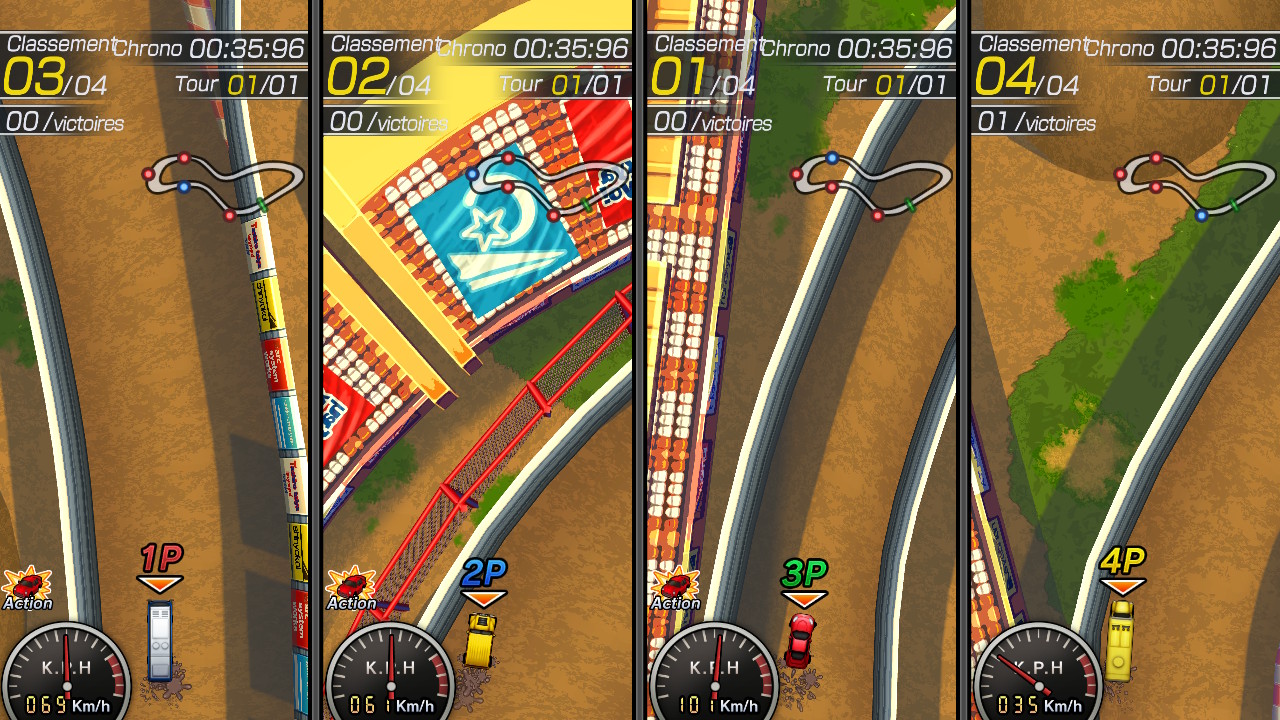 Classement Chrono 00:35:96
03/04 Tour 01/01
00/victoires
1P
Action
K.P.H
069 Km/h
Classement Chrono 00:35:96
02/04 Tour 01/01
00/victoires
2P
Action
K.P.H
061 Km/h
Classement Chrono 00:35:96
01/04 Tour 01/01
00/victoires
3P
Action
K.P.H
101 Km/h
Classement Chrono 00:35:96
04/04 Tour 01/01
01/victoires
4P
K.P.H
035 Km/h